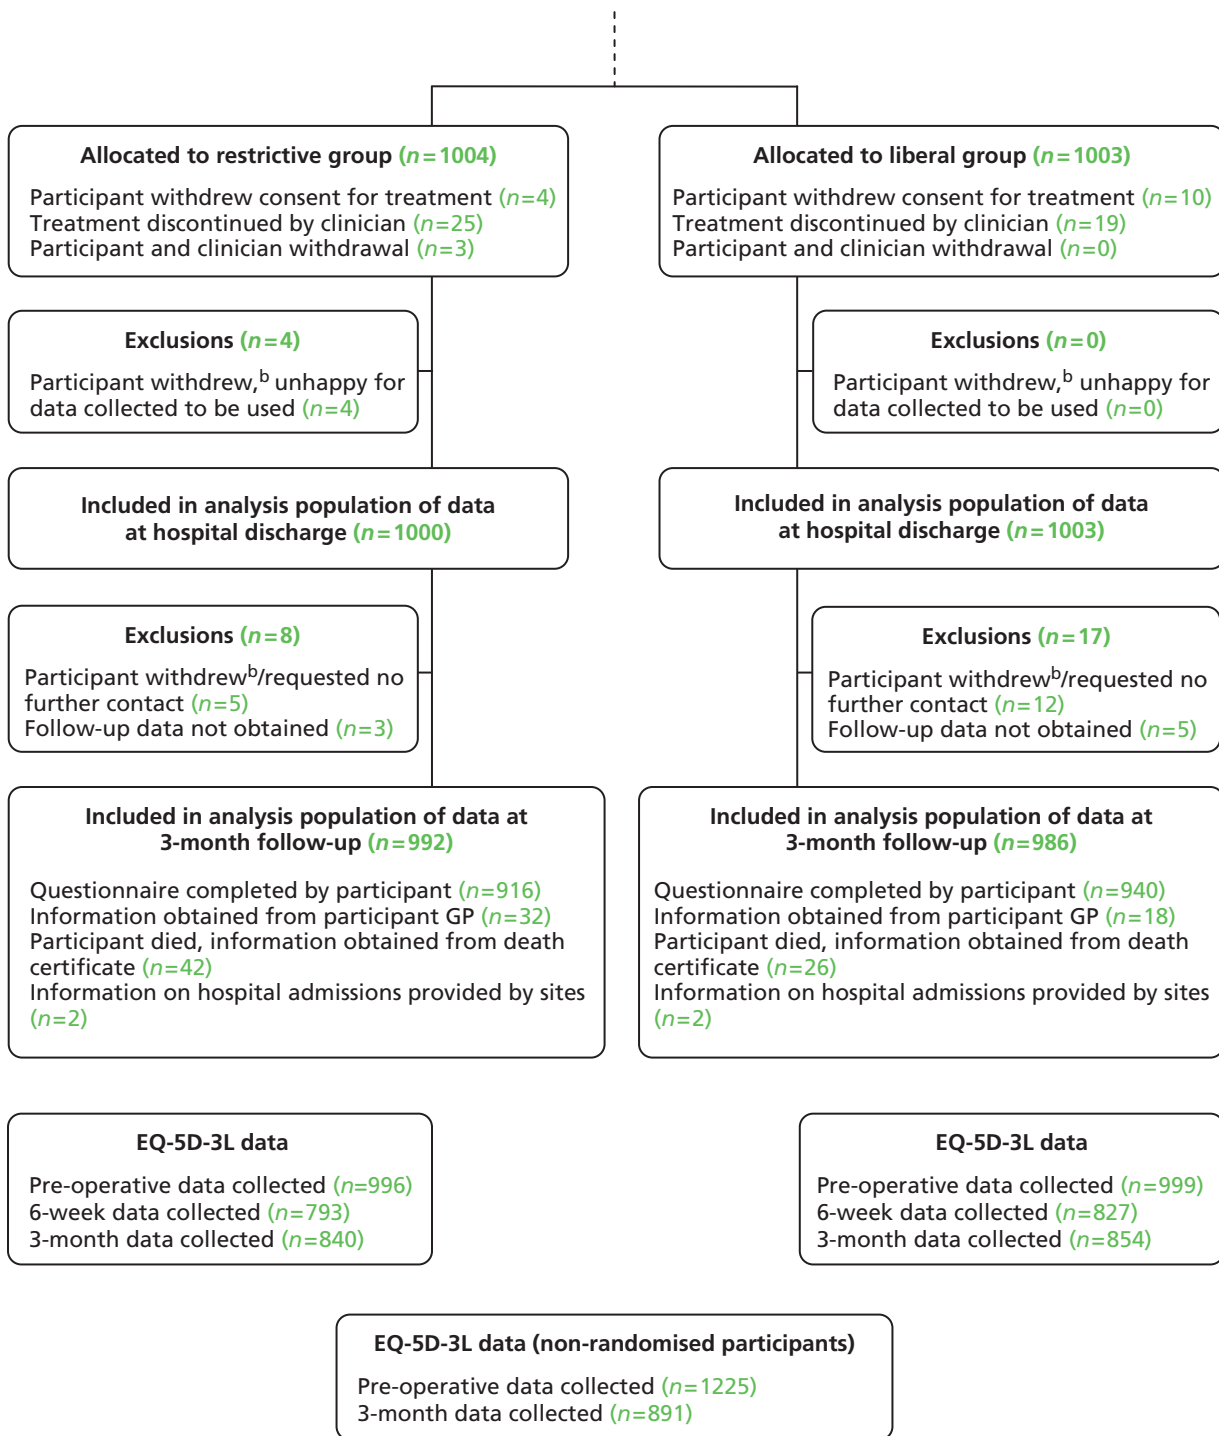 Allocated to restrictive group (n=1004)
Participant withdrew consent for treatment (n=4)
Treatment discontinued by clinician (n=25)
Participant and clinician withdrawal (n=3)
Allocated to liberal group (n=1003)
Participant withdrew consent for treatment (n=10)
Treatment discontinued by clinician (n=19)
Participant and clinician withdrawal (n=0)
Exclusions (n=4)
Participant withdrew,b unhappy for
data collected to be used (n=4)
Exclusions (n=0)
Participant withdrew,b unhappy for
data collected to be used (n=0)
Included in analysis population of data
at hospital discharge (n=1000)
Included in analysis population of data
at hospital discharge (n=1003)
Exclusions (n=8)
Participant withdrewb/requested no
further contact (n=5)
Follow-up data not obtained (n=3)
Exclusions (n=17)
Participant withdrewb/requested no
further contact (n=12)
Follow-up data not obtained (n=5)
Included in analysis population of data at
3-month follow-up (n=992)
Questionnaire completed by participant (n=916)
Information obtained from participant GP (n=32)
Participant died, information obtained from death
certificate (n=42)
Information on hospital admissions provided by sites
(n=2)
Included in analysis population of data at
3-month follow-up (n=986)
Questionnaire completed by participant (n=940)
Information obtained from participant GP (n=18)
Participant died, information obtained from death
certificate (n=26)
Information on hospital admissions provided by sites
(n=2)
EQ-5D-3L data
Pre-operative data collected (n=996)
6-week data collected (n=793)
3-month data collected (n=840)
EQ-5D-3L data
Pre-operative data collected (n=999)
6-week data collected (n=827)
3-month data collected (n=854)
EQ-5D-3L data (non-randomised participants)
Pre-operative data collected (n=1225)
3-month data collected (n=891)